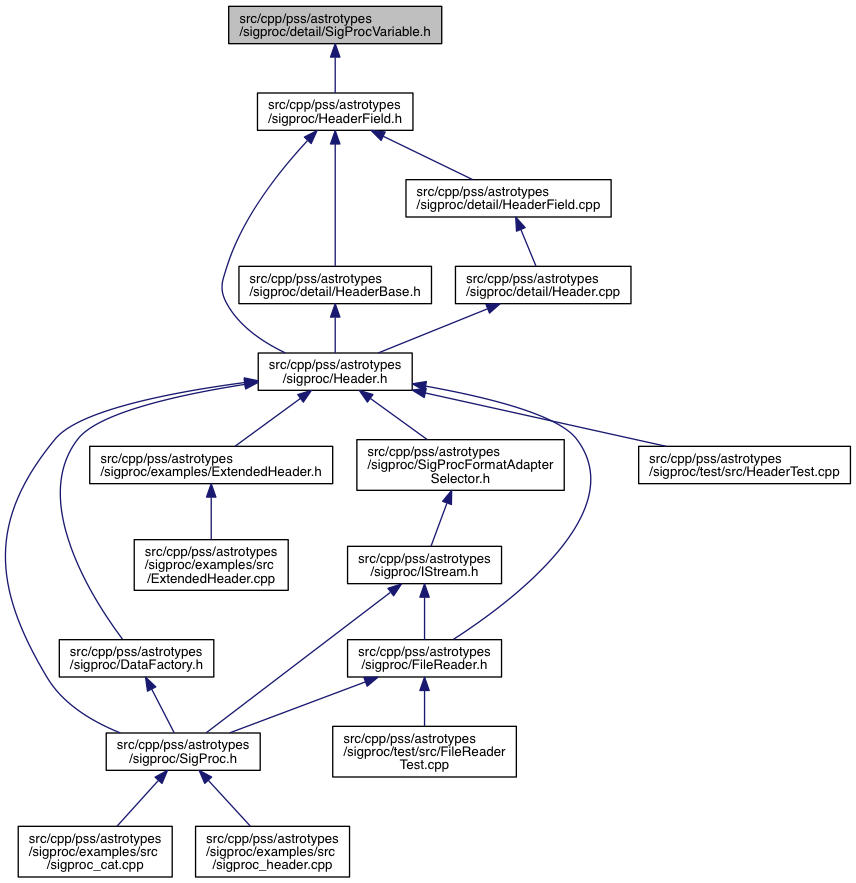 src/cpp/pss/astrotypes
/sigproc/detail/SigProcVariable.h
src/cpp/pss/astrotypes
/sigproc/HeaderField.h
src/cpp/pss/astrotypes
/sigproc/detail/HeaderField.cpp
src/cpp/pss/astrotypes
/sigproc/detail/HeaderBase.h
src/cpp/pss/astrotypes
/sigproc/detail/Header.cpp
src/cpp/pss/astrotypes
/sigproc/Header.h
src/cpp/pss/astrotypes
/sigproc/examples/ExtendedHeader.h
src/cpp/pss/astrotypes
/sigproc/SigProcFormatAdapter
Selector.h
src/cpp/pss/astrotypes
/sigproc/test/src/HeaderTest.cpp
src/cpp/pss/astrotypes
/sigproc/examples/src
/ExtendedHeader.cpp
src/cpp/pss/astrotypes
/sigproc/IStream.h
src/cpp/pss/astrotypes
/sigproc/DataFactory.h
src/cpp/pss/astrotypes
/sigproc/FileReader.h
src/cpp/pss/astrotypes
/sigproc/SigProc.h
src/cpp/pss/astrotypes
/sigproc/test/src/FileReader
Test.cpp
src/cpp/pss/astrotypes
/sigproc/examples/src
/sigproc_cat.cpp
src/cpp/pss/astrotypes
/sigproc/examples/src
/sigproc_header.cpp